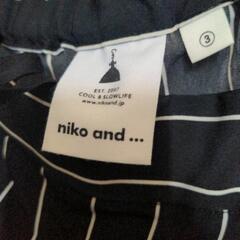 EST. 2007
COOL & SLOWLIFE
www.nikoand.jp
niko and ...
③